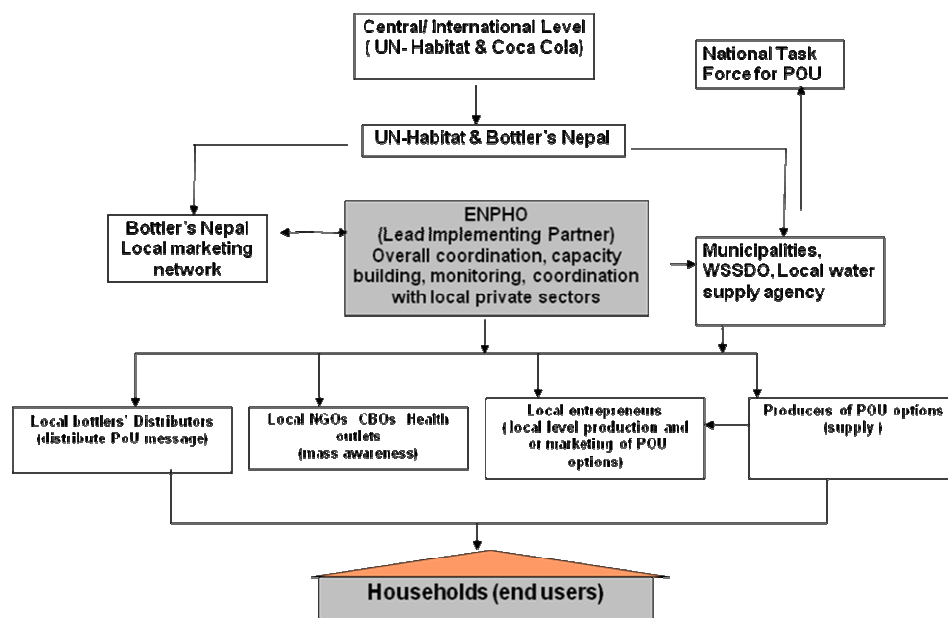 Central/ International Level
( UN- Habitat & Coca Cola)
National Task
Force for POU
UN-Habitat & Bottler's Nepal
Bottler's Nepal
Local marketing
network
ENPHO
(Lead Implementing Partner)
Overall coordination, capacity
building, monitoring, coordination
with local private sectors
Municipalities,
WSSDO, Local water
supply agency
Local bottlers' Distributors
(distribute PoU message)
Local NGOs CBOs Health
outlets
(mass awareness)
Local entrepreneurs
( local level production and
or marketing of POU
options)
Producers of POU options
(supply )
Households (end users)